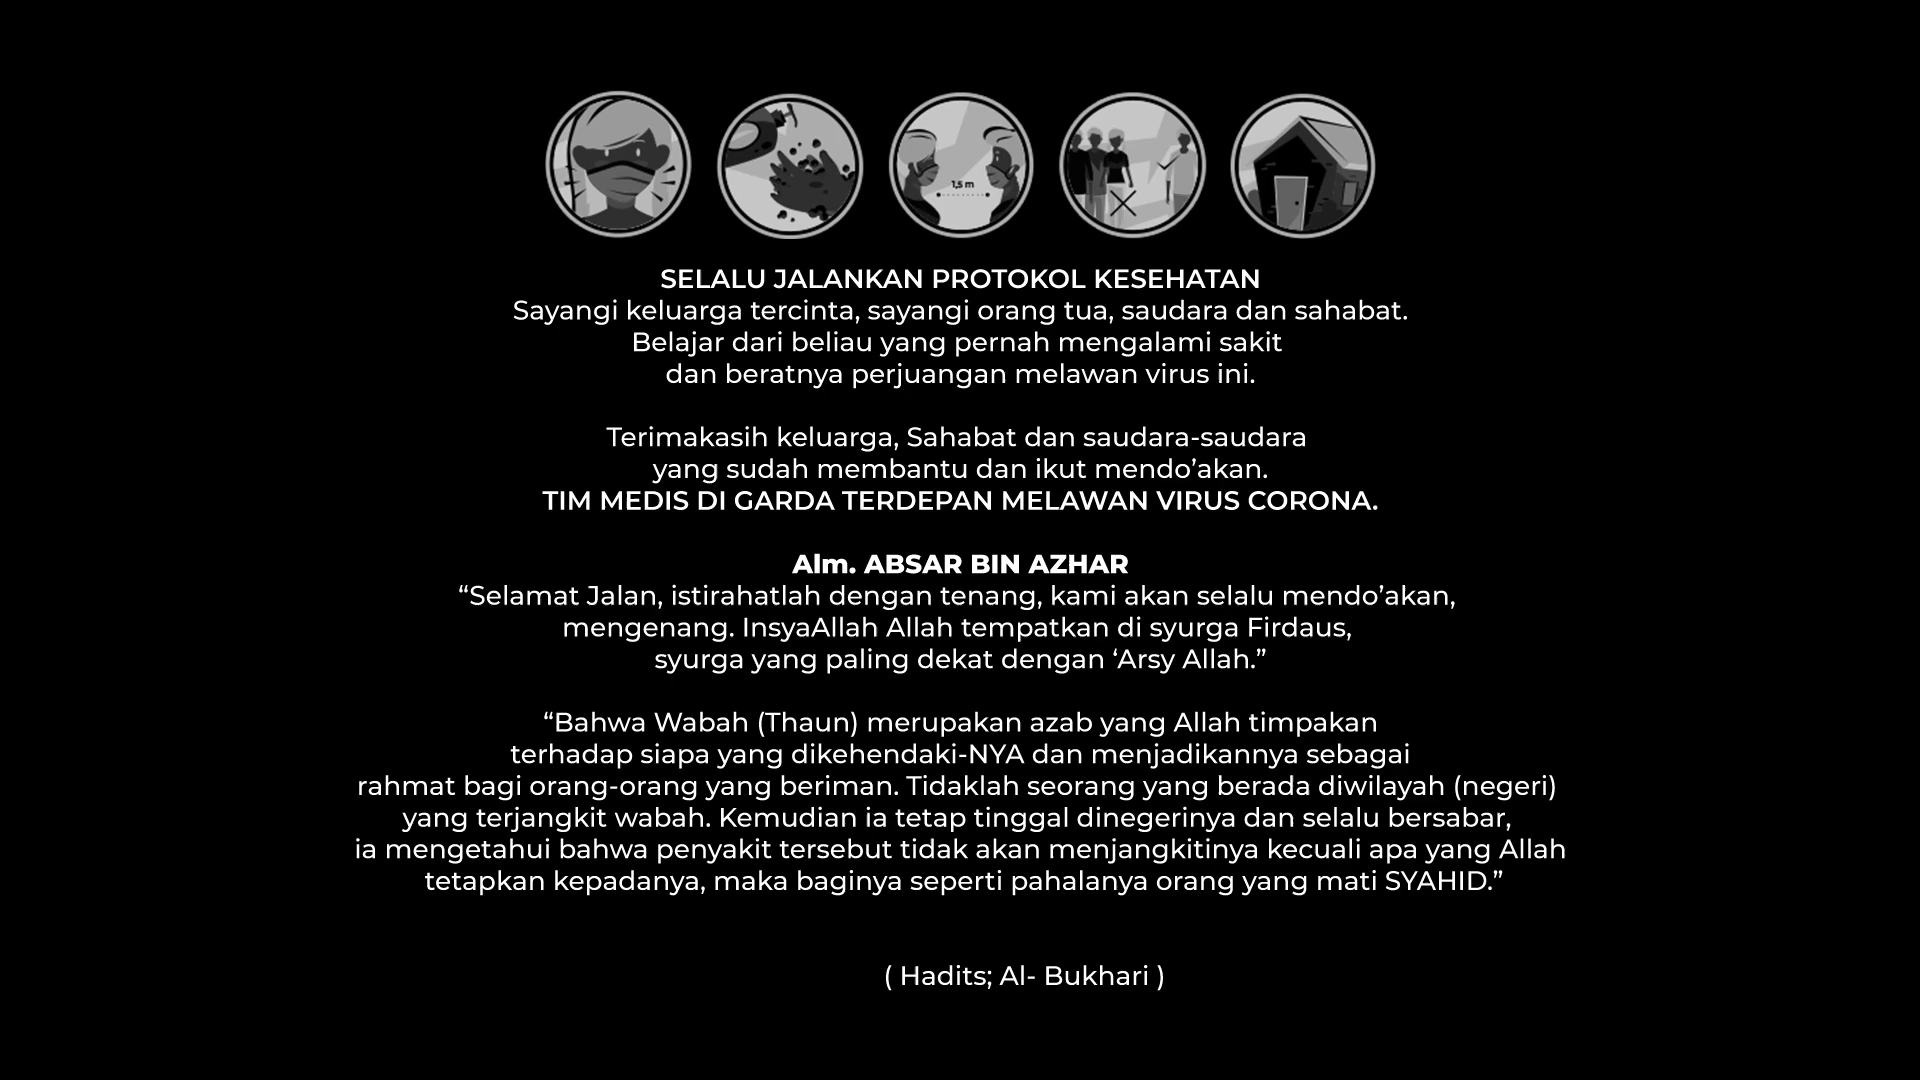 1,5 m
SELALU JALANKAN PROTOKOL KESEHATAN
Sayangi keluarga tercinta, sayangi orang tua, saudara dan sahabat.
Belajar dari beliau yang pernah mengalami sakit
dan beratnya perjuangan melawan virus ini.
Terimakasih keluarga, Sahabat dan saudara-saudara
yang sudah membantu dan ikut mendo’akan.
TIM MEDIS DI GARDA TERDEPAN MELAWAN VIRUS CORONA.
Alm. ABSAR BIN AZHAR
“Selamat Jalan, istirahatlah dengan tenang, kami akan selalu mendo’akan,
mengenang. InsyaAllah Allah tempatkan di syurga Firdaus,
syurga yang paling dekat dengan ‘Arsy Allah.”
“Bahwa Wabah (Thaun) merupakan azab yang Allah timpakan
terhadap siapa yang dikehendaki-NYA dan menjadikannya sebagai
rahmat bagi orang-orang yang beriman. Tidaklah seorang yang berada diwilayah (negeri)
yang terjangkit wabah. Kemudian ia tetap tinggal dinegerinya dan selalu bersabar,
ia mengetahui bahwa penyakit tersebut tidak akan menjangkitinya kecuali apa yang Allah
tetapkan kepadanya, maka baginya seperti pahalanya orang yang mati SYAHID.”
( Hadits; Al- Bukhari )